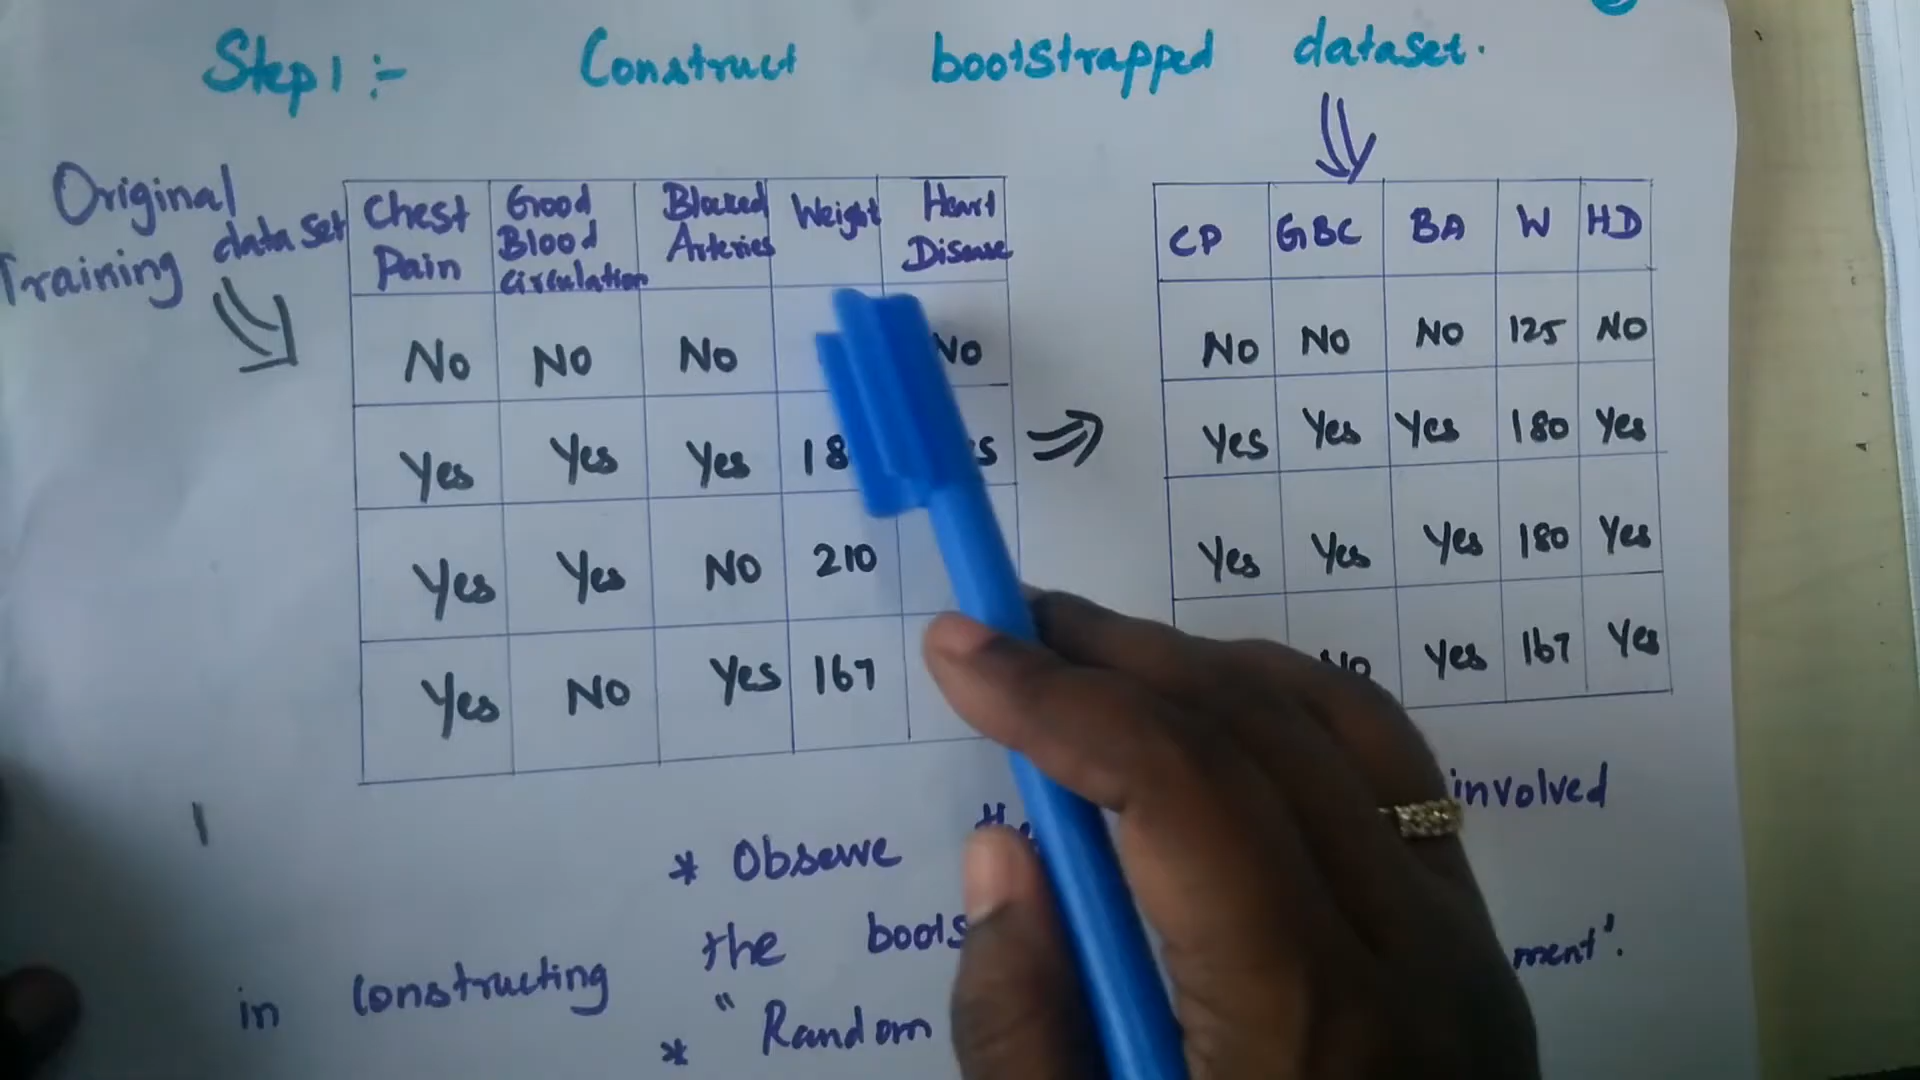 Step 1 :- Construct bootstrapped dataset.
Original
Training dataset
Chest Pain Good Blood Circulation Blocked Arteries Weight Heart Disease
No No No No
Yes Yes Yes 18
Yes Yes No 210
Yes No Yes 167
CP GBC BA W HD
No No No 125 No
Yes Yes Yes 180 Yes
Yes Yes Yes 180 Yes
No Yes 167 Yes
* Observe the involved
in constructing the boots
* "Random ment".